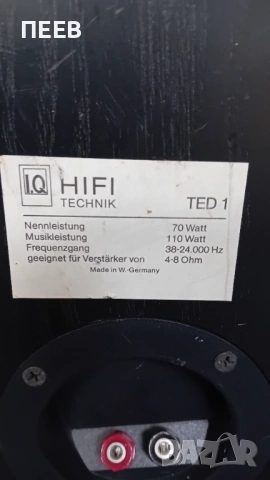 ПЕЕВ
I.Q HIFI TED 1
TECHNIK
Nennleistung 70 Watt
Musikleistung 110 Watt
Frequenzgang 38-24.000 Hz
geeignet für Verstärker von 4-8 Ohm
Made in W.-Germany
BAZAR